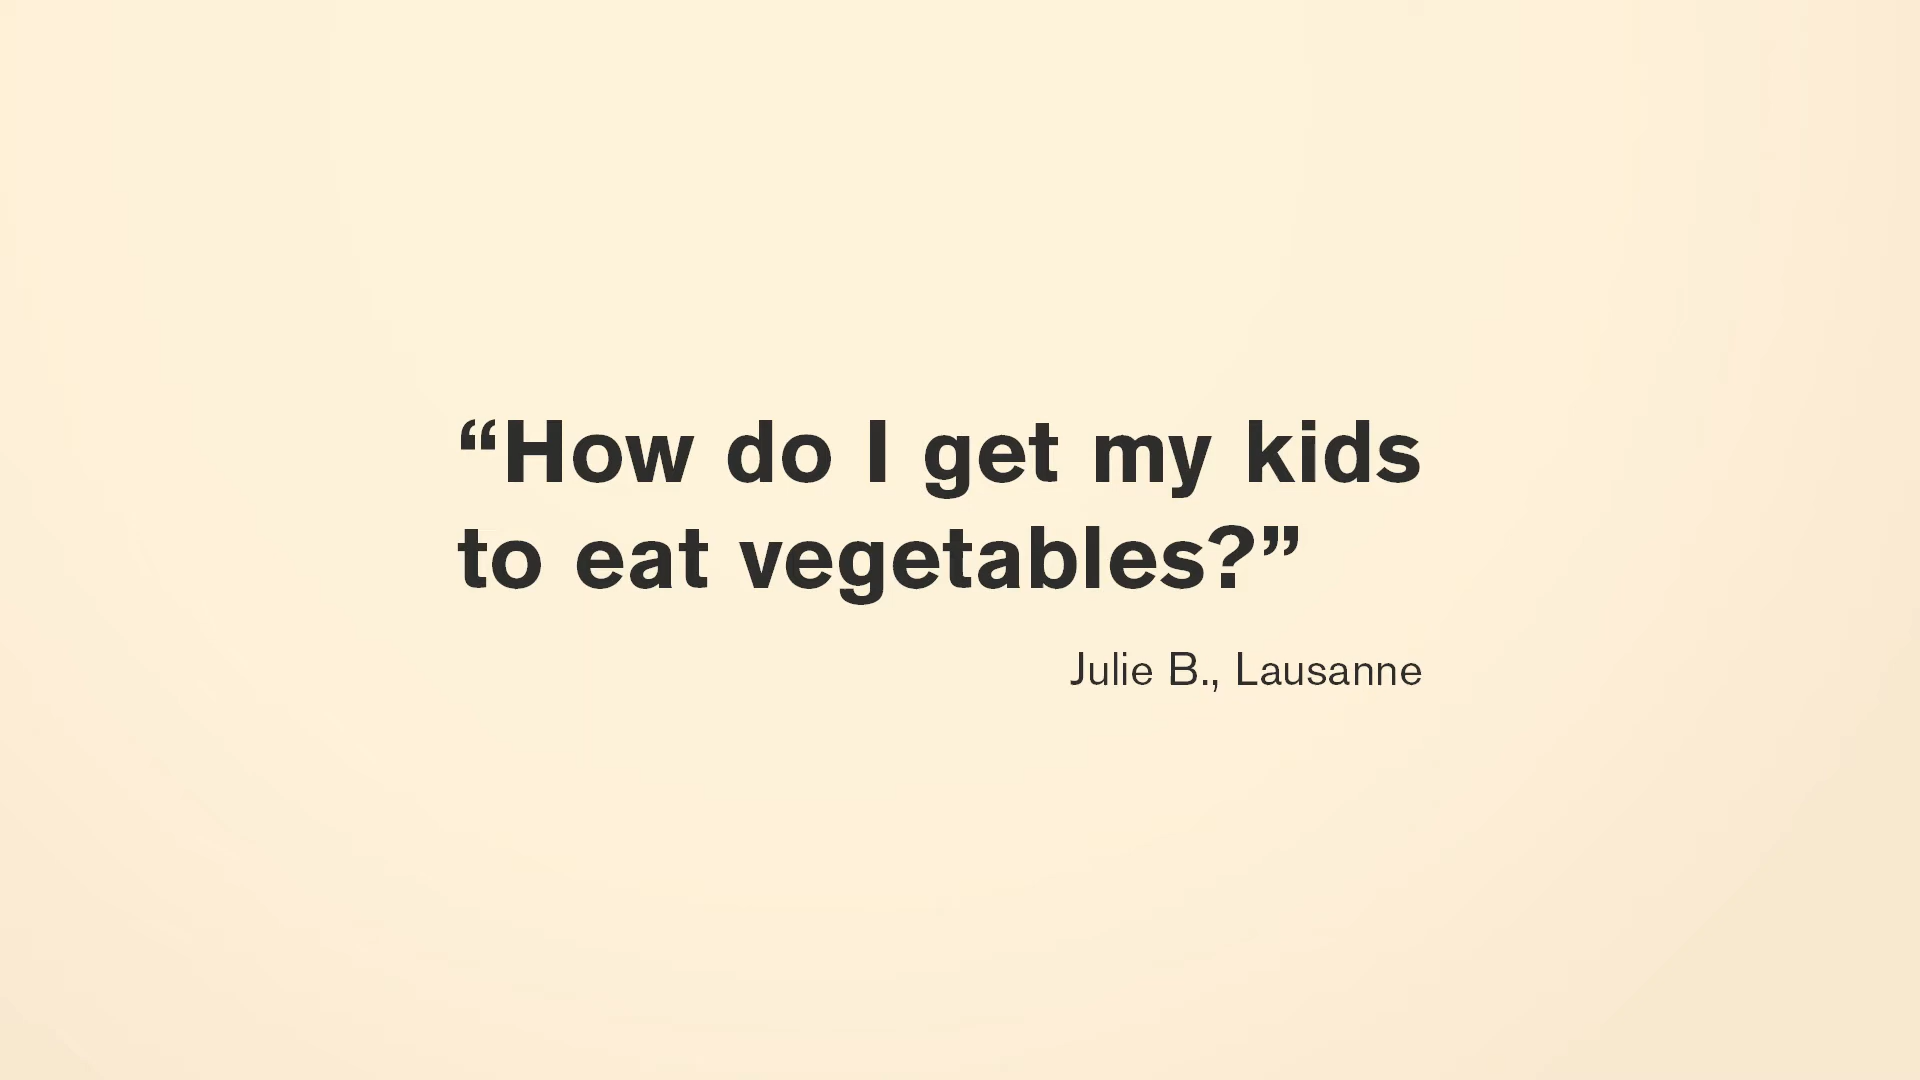 “How do I get my kids
to eat vegetables?”
Julie B., Lausanne